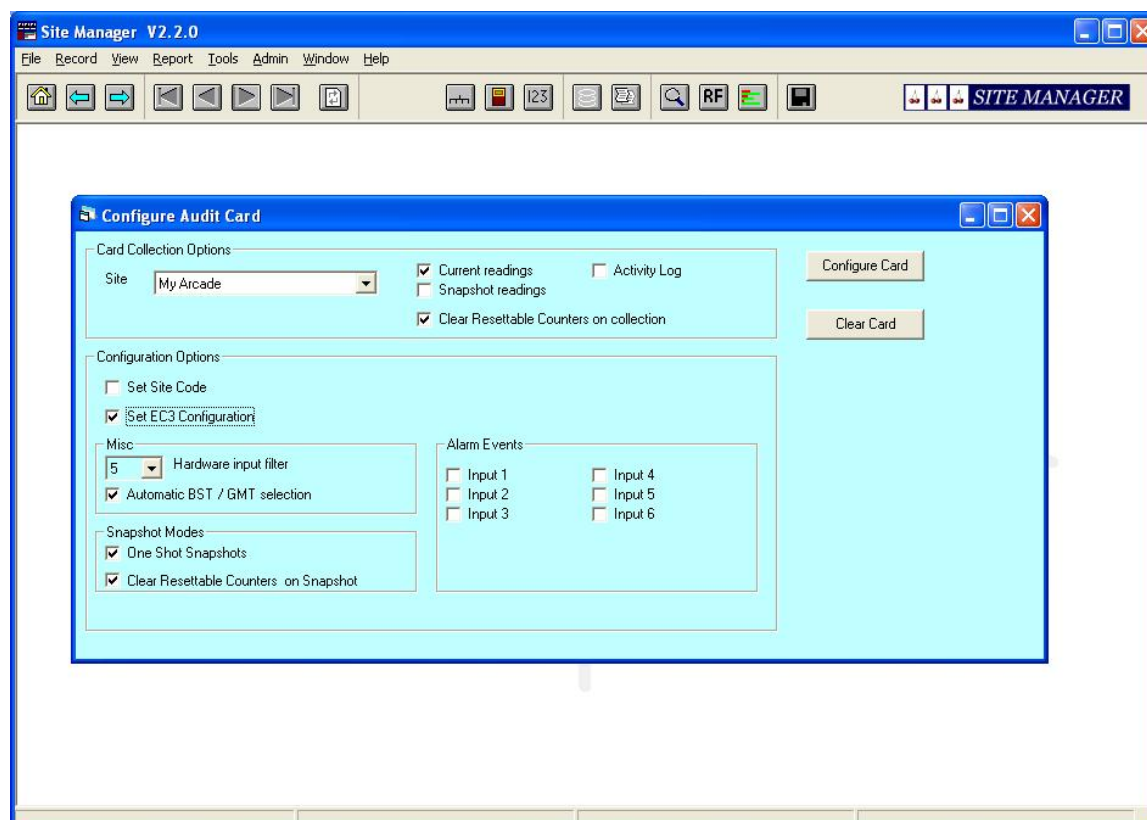 Site Manager V2.2.0
File Record View Report Tools Admin Window Help
123 RF SITE MANAGER
Configure Audit Card
Card Collection Options
Site My Arcade
Current readings Activity Log
Snapshot readings
Clear Resettable Counters on collection
Configure Card
Clear Card
Configuration Options
Set Site Code
Set EC3 Configuration
Misc
5 Hardware input filter
Automatic BST / GMT selection
Alarm Events
Input 1 Input 4
Input 2 Input 5
Input 3 Input 6
Snapshot Modes
One Shot Snapshots
Clear Resettable Counters on Snapshot